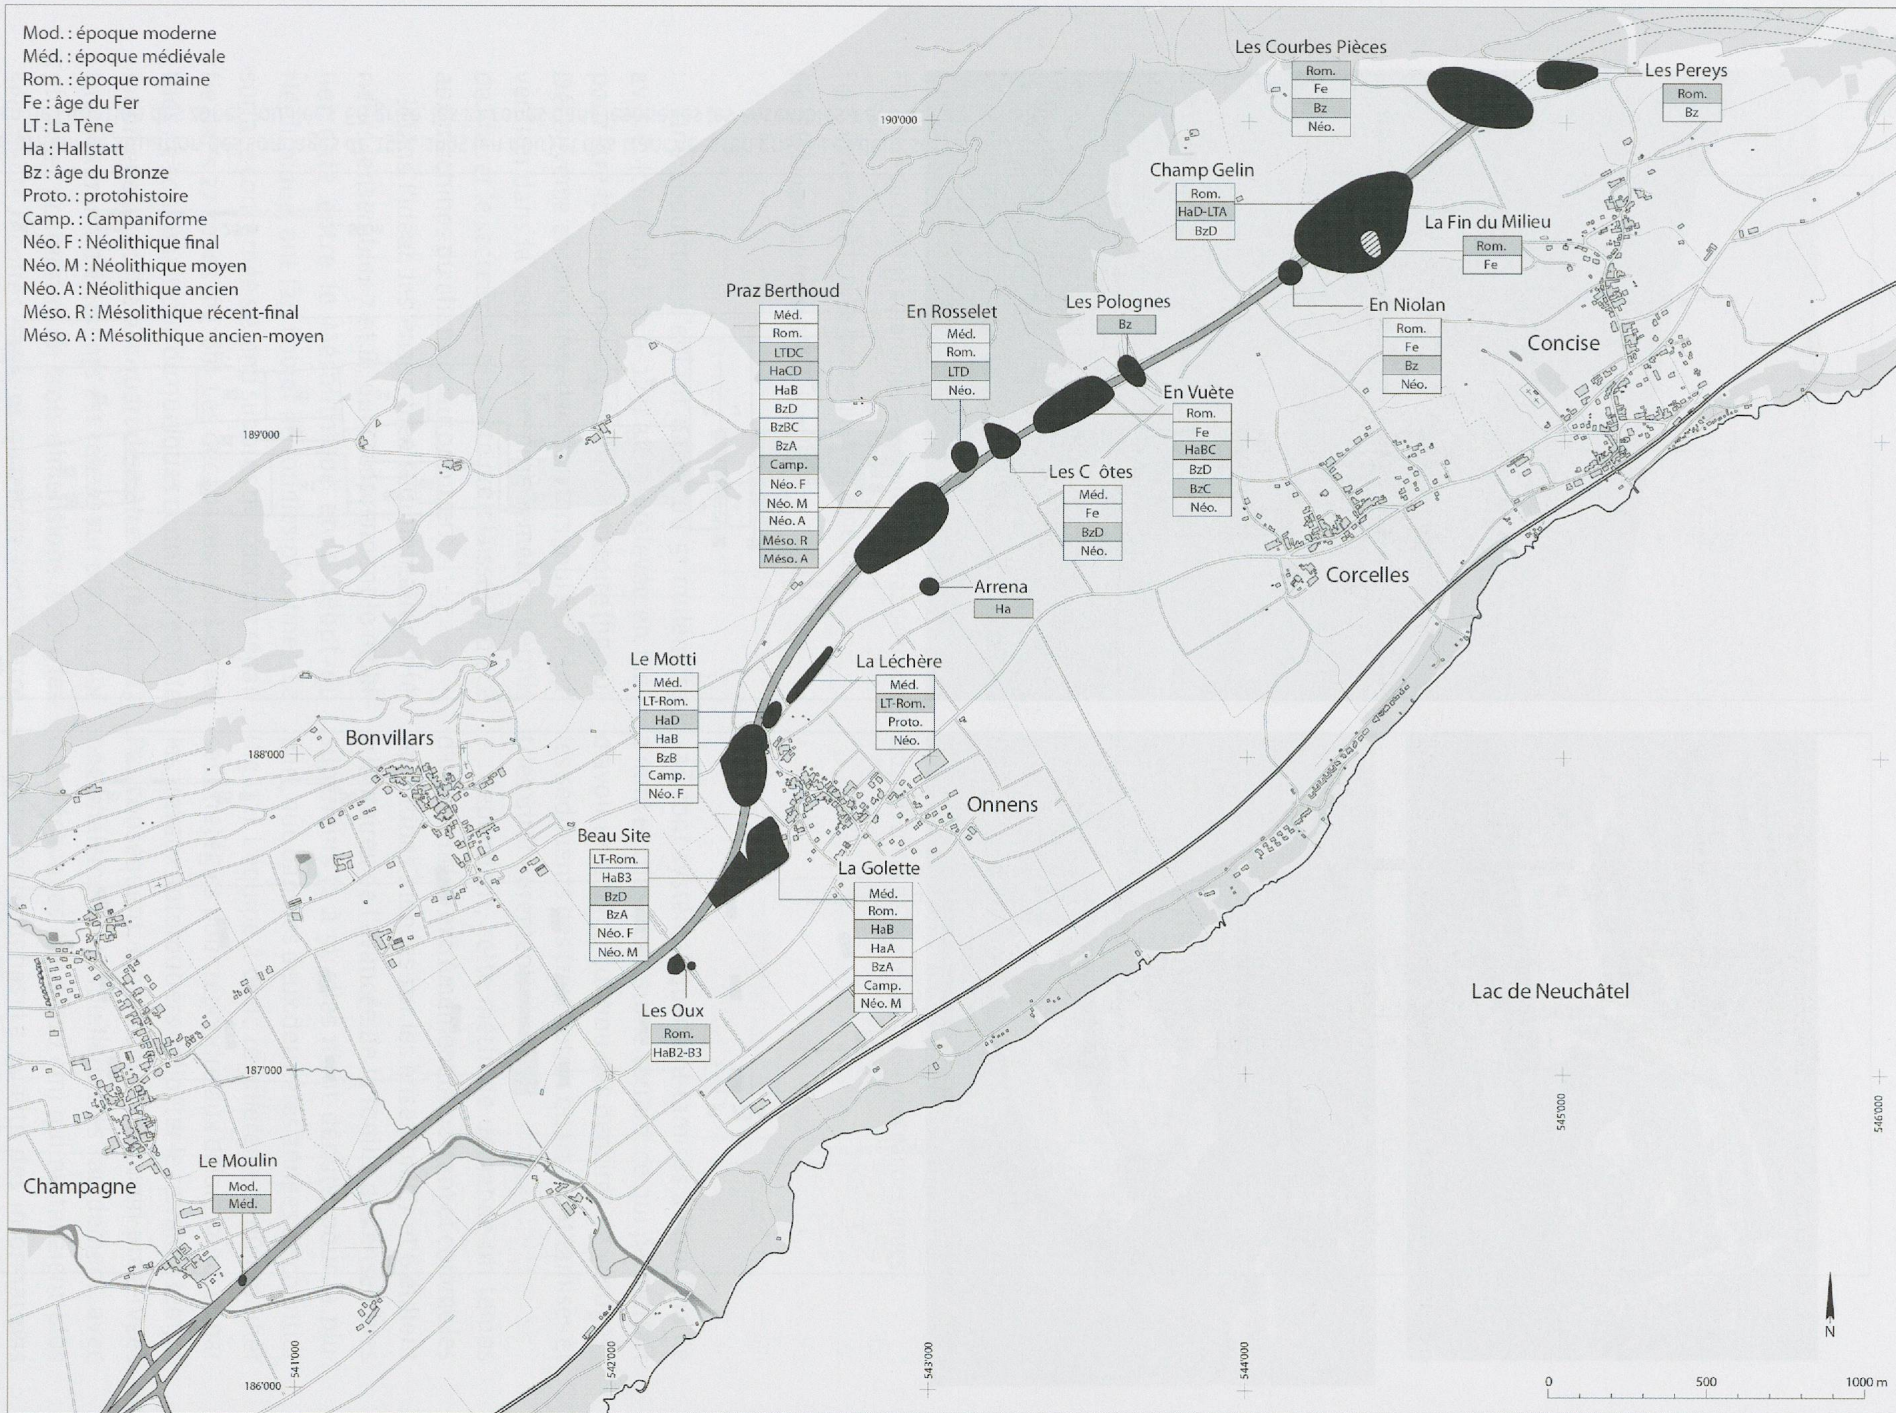 Mod. : époque moderne
Méd. : époque médiévale
Rom. : époque romaine
Fe : âge du Fer
LT : La Tène
Ha : Hallstatt
Bz : âge du Bronze
Proto. : protohistoire
Camp. : Campaniforme
Néo. F : Néolithique final
Néo. M : Néolithique moyen
Néo. A : Néolithique ancien
Méso. R : Mésolithique récent-final
Méso. A : Mésolithique ancien-moyen
Les Courbes Pièces
Rom.
Fe
Bz
Néo.
Les Pereys
Rom.
Bz
190'000
Champ Gelin
Rom.
HaD-LTA
BzD
La Fin du Milieu
Rom.
Fe
Praz Berthoud
Méd.
Rom.
LTDC
HaCD
HaB
BzD
BzBC
BzA
Camp.
Néo. F
Néo. M
Néo. A
Méso. R
Méso. A
En Rosselet
Méd.
Rom.
LTD
Néo.
Les Polognes
Bz
En Niolan
Rom.
Fe
Bz
Néo.
Concise
En Vuète
Rom.
Fe
HaBC
BzD
BzC
Néo.
189'000
Les C ôtes
Méd.
Fe
BzD
Néo.
Corcelles
Arrena
Ha
Le Motti
Méd.
LT-Rom.
HaD
HaB
BzB
Camp.
Néo. F
La Léchère
Méd.
LT-Rom.
Proto.
Néo.
Bonvillars
188'000
Onnens
Beau Site
LT-Rom.
HaB3
BzD
BzA
Néo. F
Néo. M
La Golette
Méd.
Rom.
HaB
HaA
BzA
Camp.
Néo. M
Lac de Neuchâtel
Les Oux
Rom.
HaB2-B3
187'000
545'000
546'000
Le Moulin
Mod.
Méd.
Champagne
N
541'000
542'000
543'000
544'000
186'000
0 500 1000 m